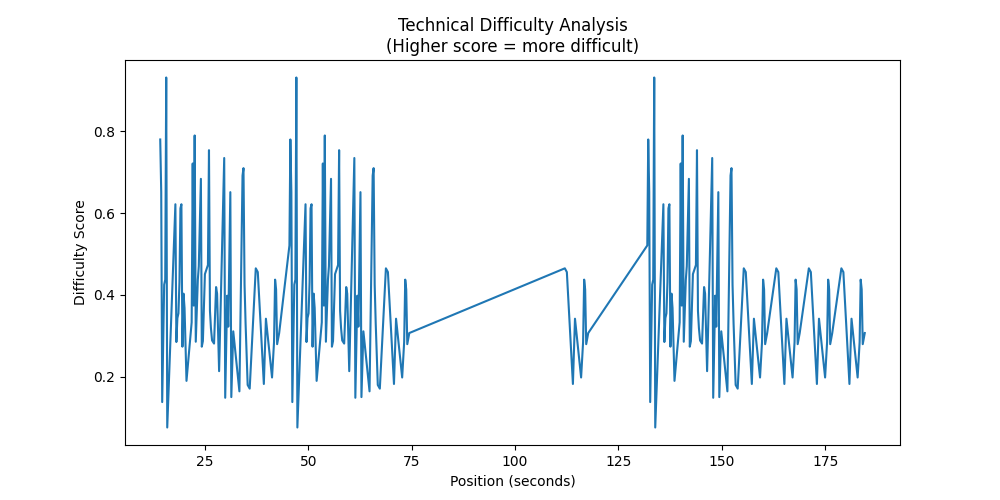 Technical Difficulty Analysis
(Higher score = more difficult)
Difficulty Score
0.8
0.6
0.4
0.2
25 50 75 100 125 150 175
Position (seconds)